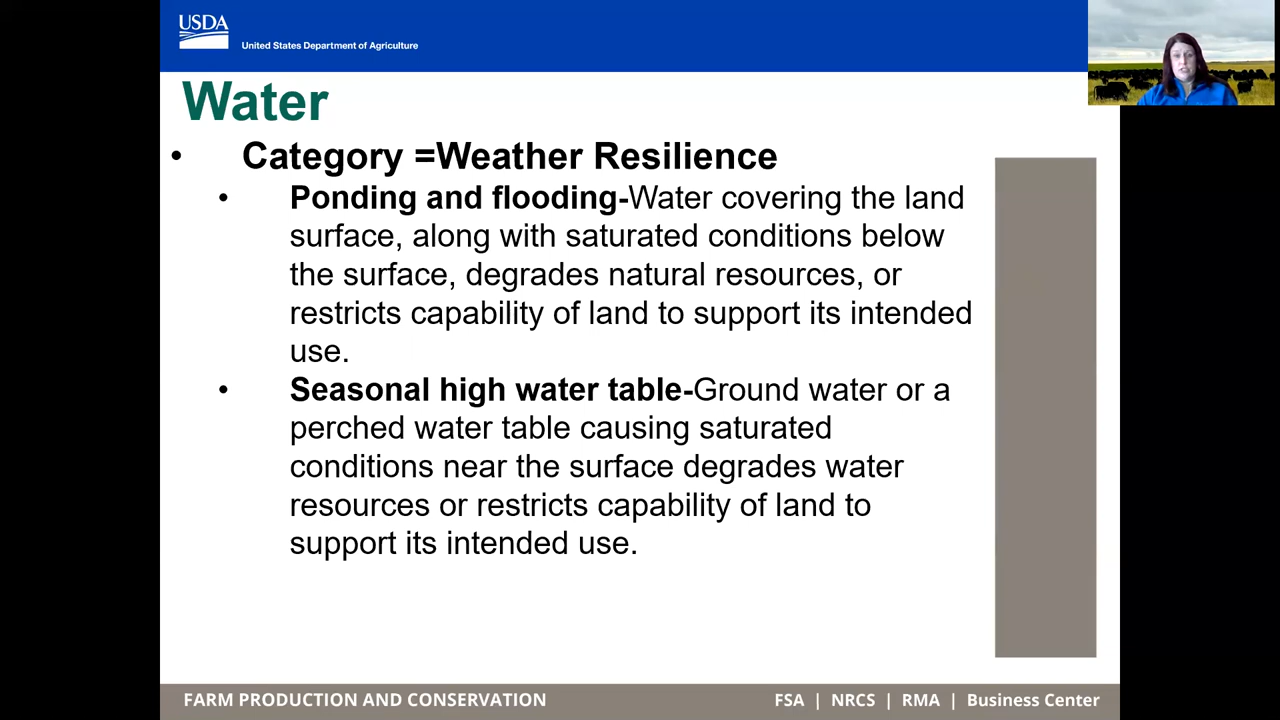 USDA
United States Department of Agriculture
Water
• Category =Weather Resilience
• Ponding and flooding-Water covering the land
surface, along with saturated conditions below
the surface, degrades natural resources, or
restricts capability of land to support its intended
use.
• Seasonal high water table-Ground water or a
perched water table causing saturated
conditions near the surface degrades water
resources or restricts capability of land to
support its intended use.
FARM PRODUCTION AND CONSERVATION
FSA | NRCS | RMA | Business Center